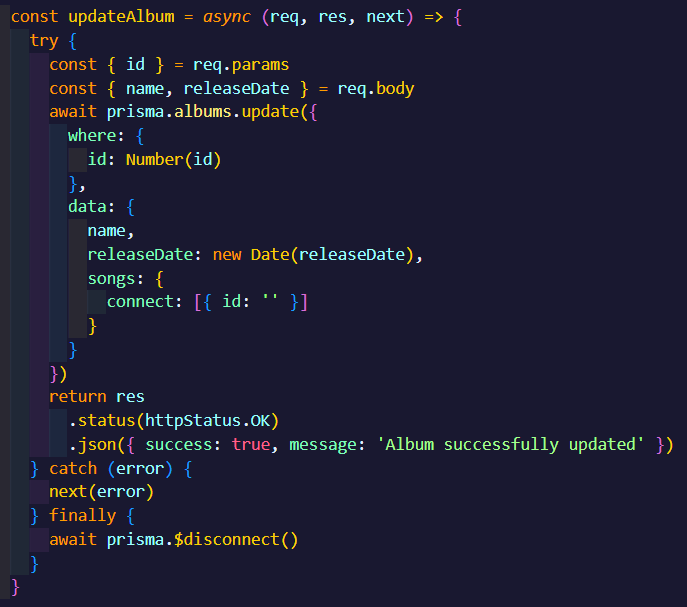 const updateAlbum = async (req, res, next) => {
try {
const { id } = req.params
const { name, releaseDate } = req.body
await prisma.albums.update({
where: {
id: Number(id)
},
data: {
name,
releaseDate: new Date(releaseDate),
songs: {
connect: [{ id: '' }]
}
}
})
return res
.status(httpStatus.OK)
.json({ success: true, message: 'Album successfully updated' })
} catch (error) {
next(error)
} finally {
await prisma.$disconnect()
}
}